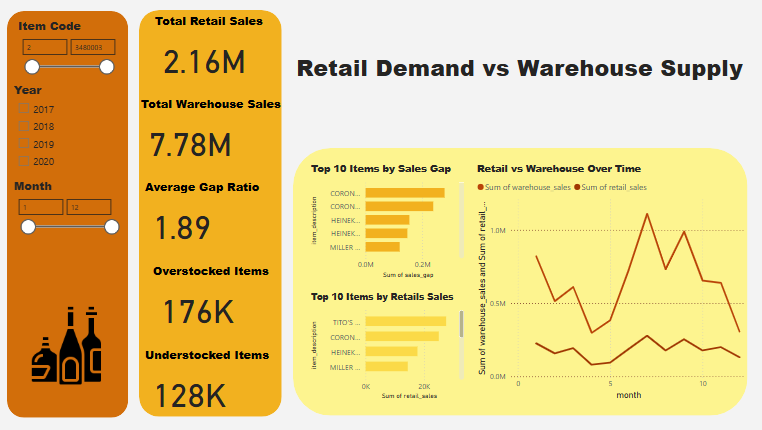 Item Code
2
3480003
Year
2017
2018
2019
2020
Month
1
12
Total Retail Sales
2.16M
Total Warehouse Sales
7.78M
Average Gap Ratio
1.89
Overstocked Items
176K
Understocked Items
128K
Retail Demand vs Warehouse Supply
Top 10 Items by Sales Gap
item_description
CORON...
CORON...
HEINEK...
HEINEK...
MILLER ...
0.0M
0.2M
Sum of sales_gap
Top 10 Items by Retails Sales
item_description
TITO'S ...
CORON...
HEINEK...
MILLER ...
0K
20K
Sum of retail_sales
Retail vs Warehouse Over Time
Sum of warehouse_sales
Sum of retail_sales
Sum of warehouse_sales and Sum of retail_...
1.0M
0.5M
0.0M
0
5
10
month